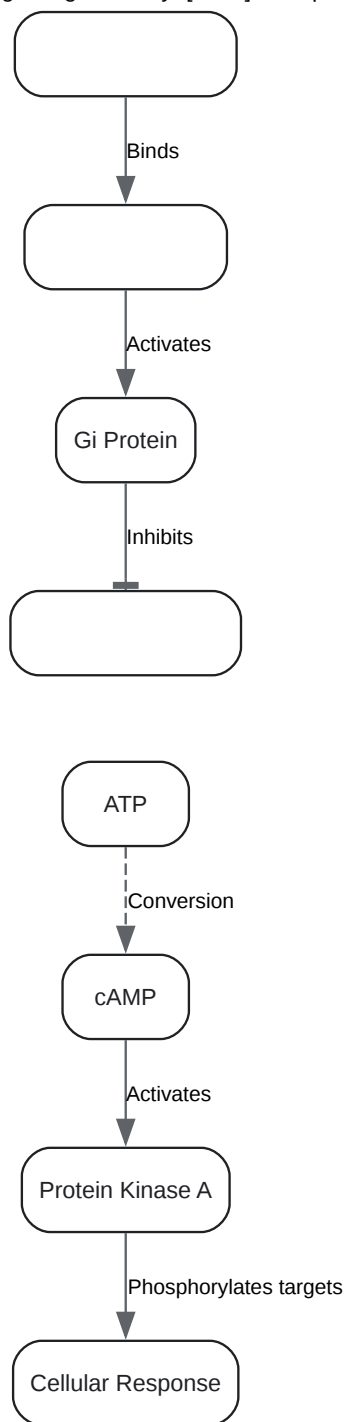 Binds
Activates
Gi Protein
Inhibits
ATP
Conversion
cAMP
Activates
Protein Kinase A
Phosphorylates targets
Cellular Response